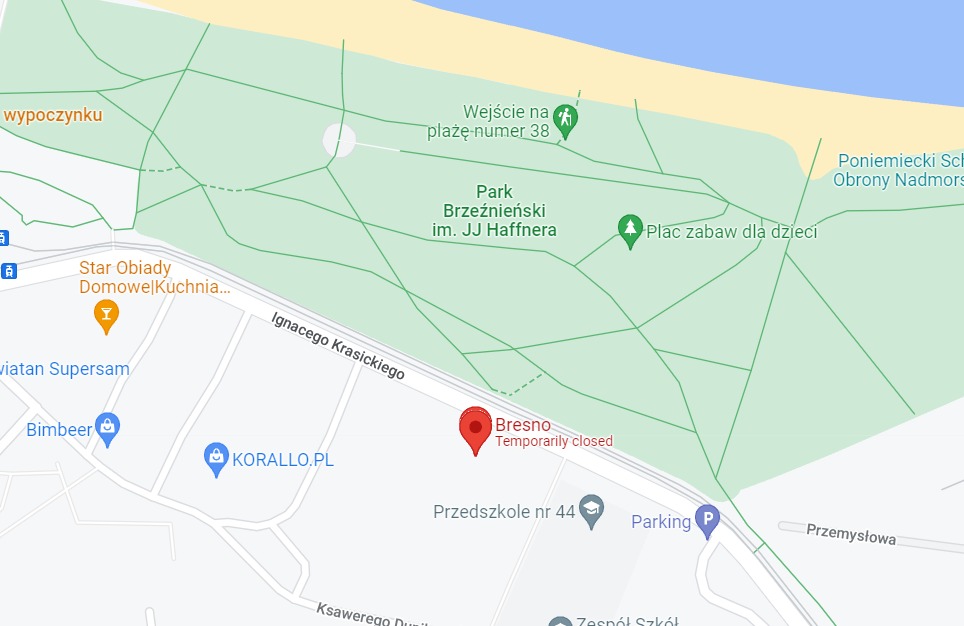 Wejście na
plażę numer 38
wypoczynku
Poniemiecki Sch
Obrony Nadmors
Park
Brzeźnieński
im. JJ Haffnera
Plac zabaw dla dzieci
Star Obiady
Domowe|Kuchnia...
Ignacego Krasickiego
wiatan Supersam
Bresno
Temporarily closed
Bimbeer
KORALLO.PL
Przedszkole nr 44
Parking
P
Przemysłowa
Ksawerego Dunik
Zespół Szkół